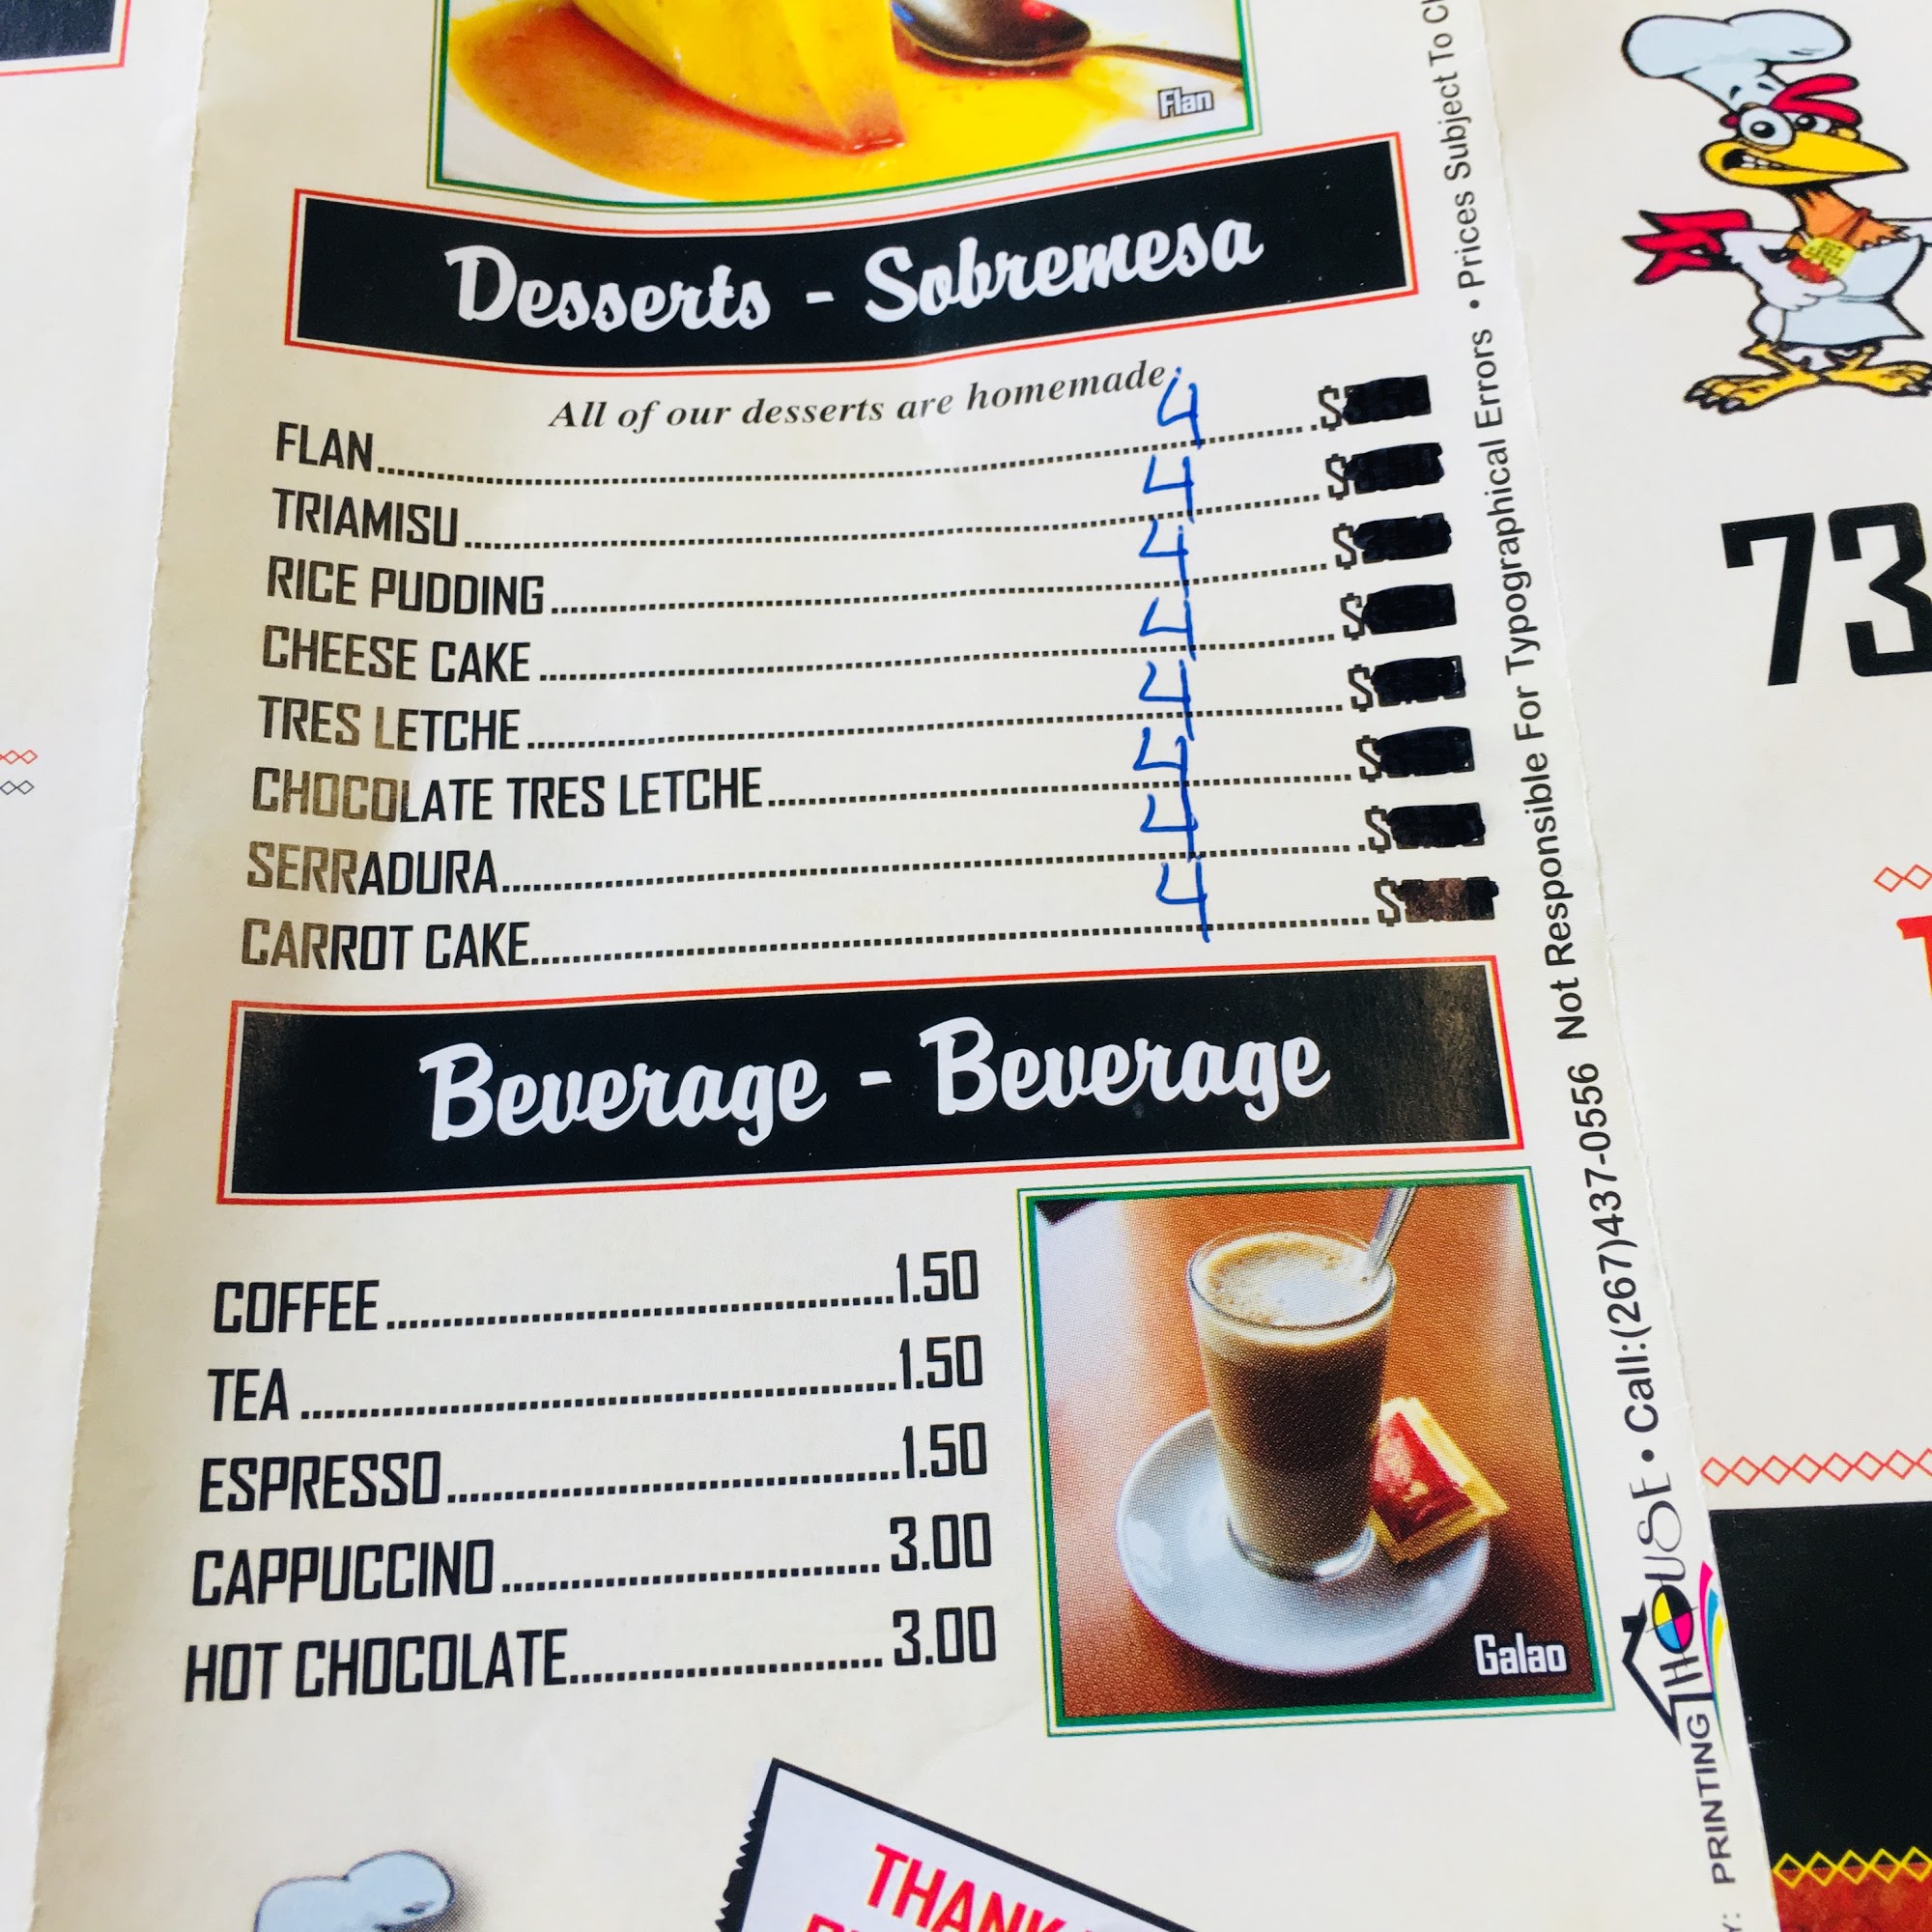 Flan
Desserts - Sobremesa
All of our desserts are homemade.
FLAN 4 $
TRIAMISU 4 $
RICE PUDDING 4 $
CHEESE CAKE 4 $
TRES LETCHE 4 $
CHOCOLATE TRES LETCHE 4 $
SERRADURA 4 $
CARROT CAKE 4 $
Beverage - Beverage
COFFEE 1.50
TEA 1.50
ESPRESSO 1.50
CAPPUCCINO 3.00
HOT CHOCOLATE 3.00
Galao
THANK
PRINTING HOUSE • Call:(267)437-0556 Not Responsible For Typographical Errors • Prices Subject To
73